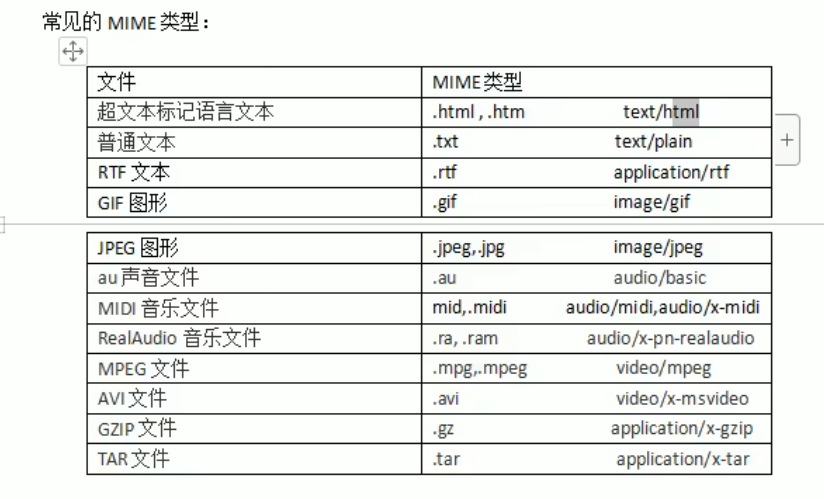 常见的 MIME 类型：
文件 MIME类型
超文本标记语言文本 .html , .htm text/html
普通文本 .txt text/plain
RTF 文本 .rtf application/rtf
GIF 图形 .gif image/gif
JPEG 图形 .jpeg,.jpg image/jpeg
au 声音文件 .au audio/basic
MIDI 音乐文件 mid,.midi audio/midi,audio/x-midi
RealAudio 音乐文件 .ra, .ram audio/x-pn-realaudio
MPEG 文件 .mpg,.mpeg video/mpeg
AVI 文件 .avi video/x-msvideo
GZIP 文件 .gz application/x-gzip
TAR 文件 .tar application/x-tar